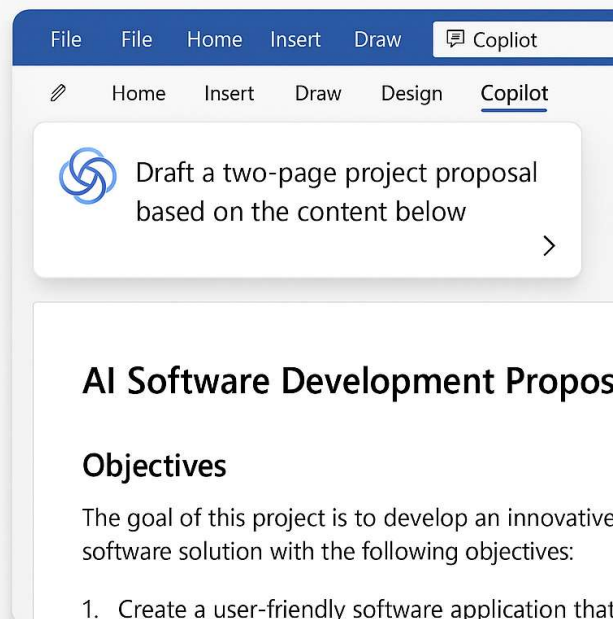 File File Home Insert Draw Copliot
Home Insert Draw Design Copilot
Draft a two-page project proposal
based on the content below
AI Software Development Propos
Objectives
The goal of this project is to develop an innovative
software solution with the following objectives:
1. Create a user-friendly software application that